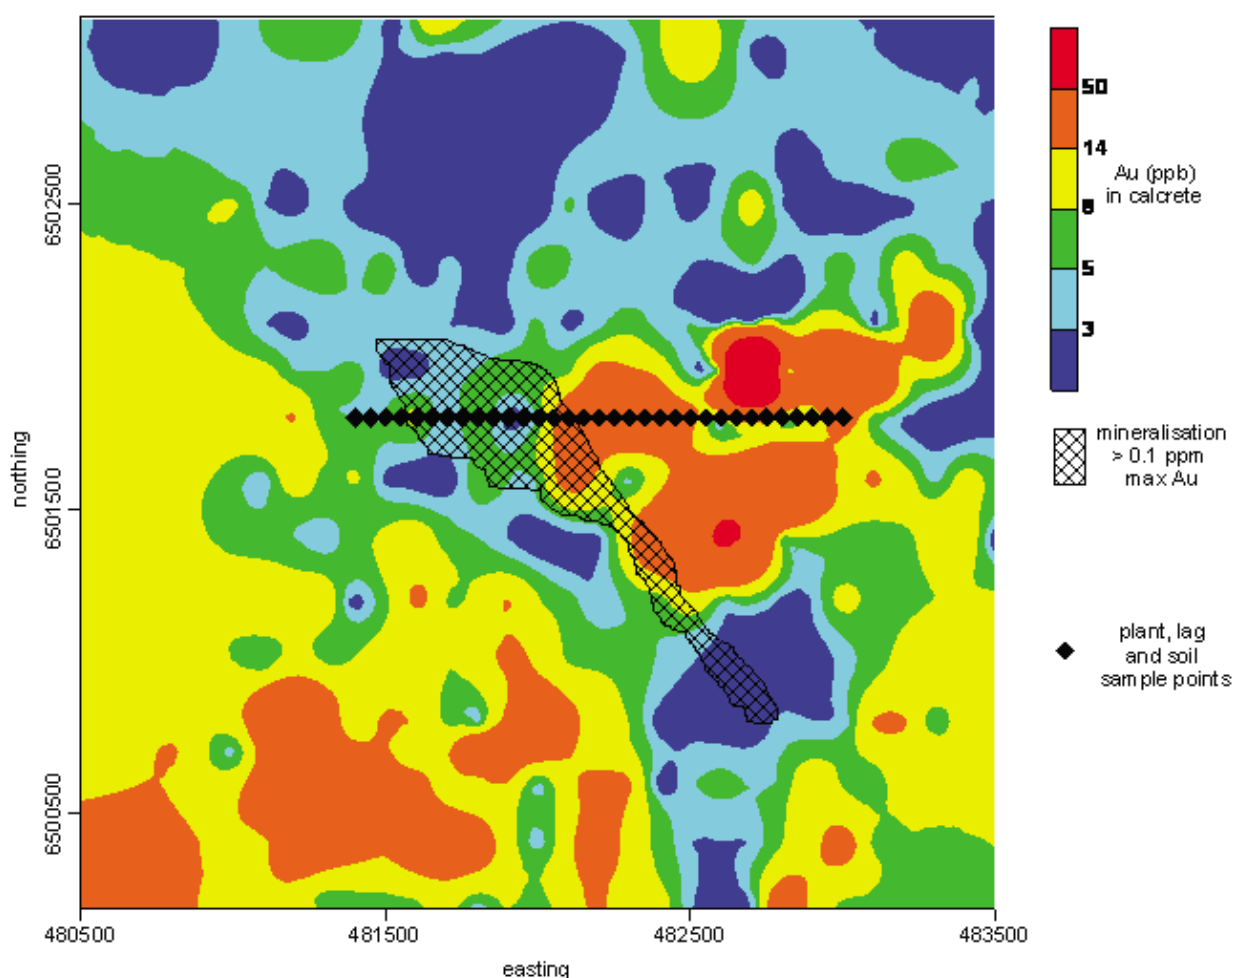 50
14
Au (ppb)
in calcrete
8
5
3
mineralisation
> 0.1 ppm
max Au
plant, lag
and soil
sample points
6502500
6501500
6500500
northing
480500
481500
482500
483500
easting